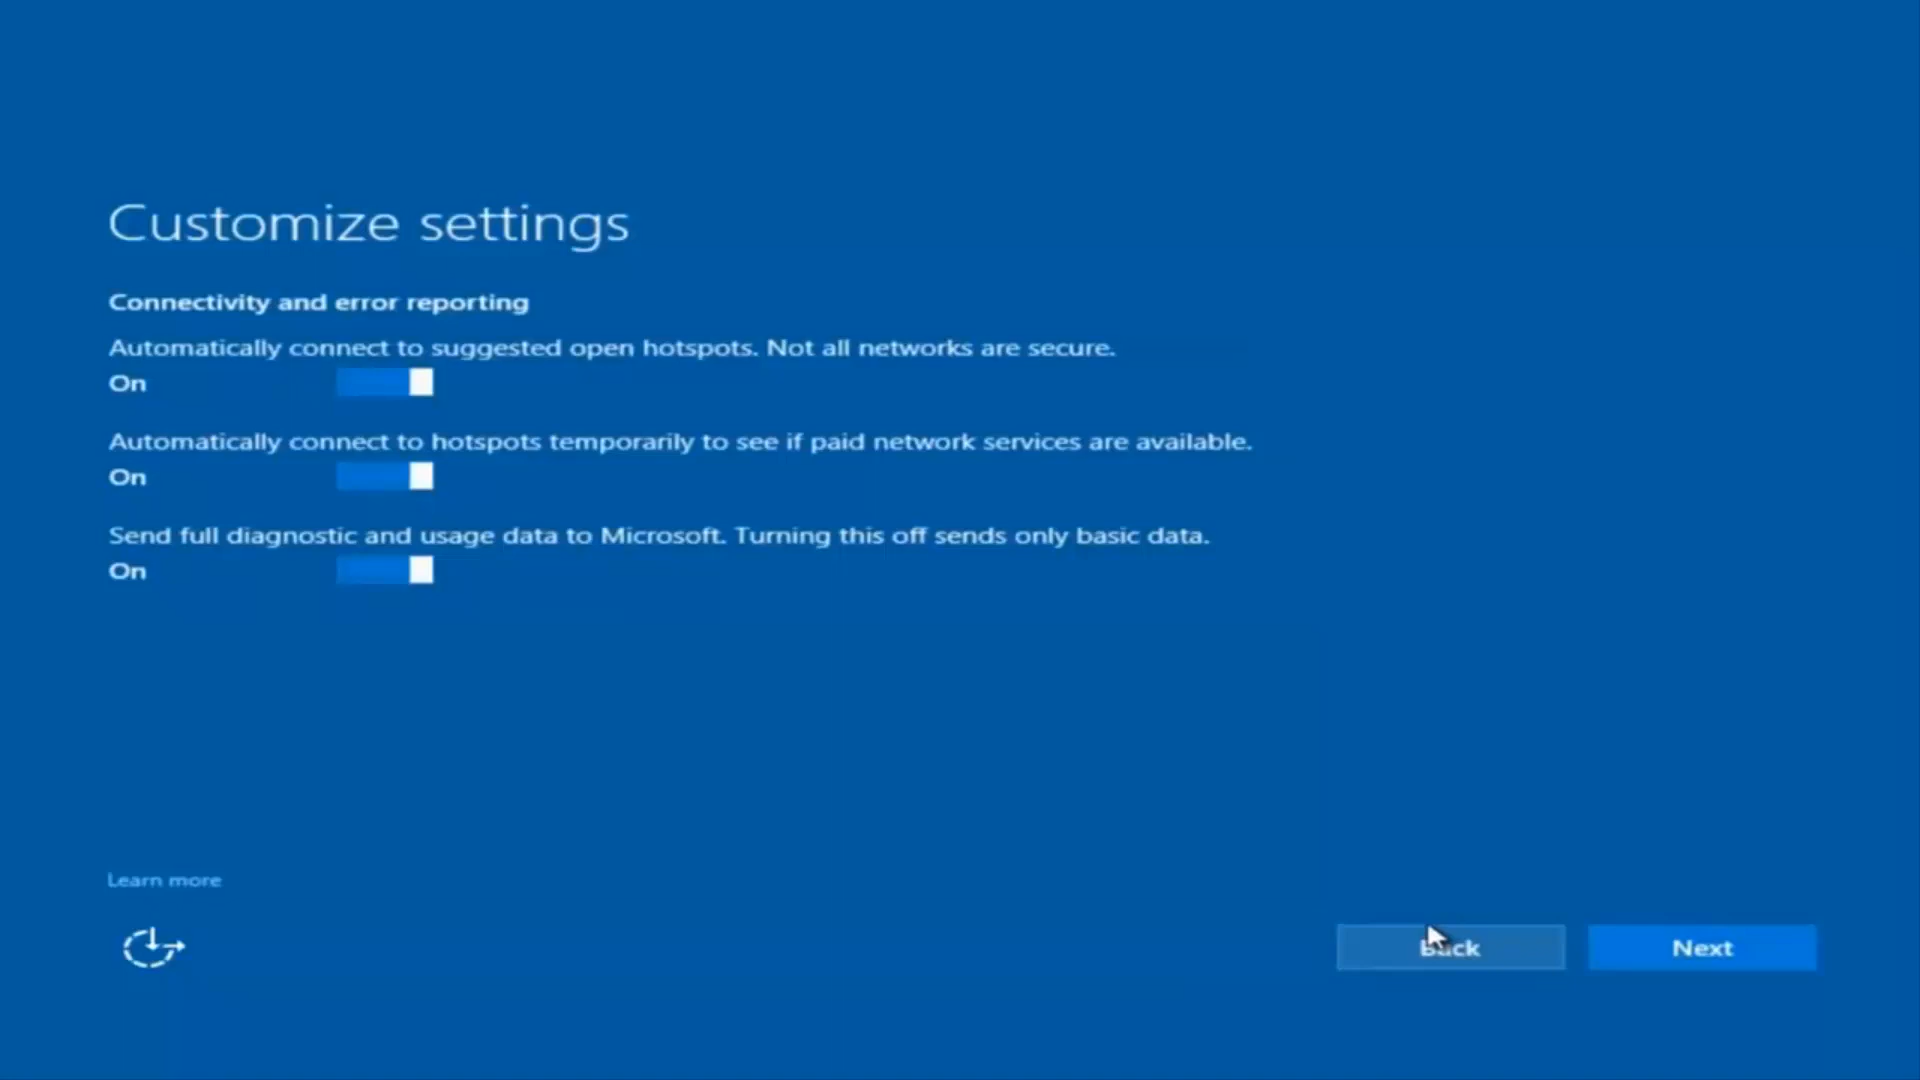 Customize settings
Connectivity and error reporting
Automatically connect to suggested open hotspots. Not all networks are secure.
On
Automatically connect to hotspots temporarily to see if paid network services are available.
On
Send full diagnostic and usage data to Microsoft. Turning this off sends only basic data.
On
Learn more
Back
Next